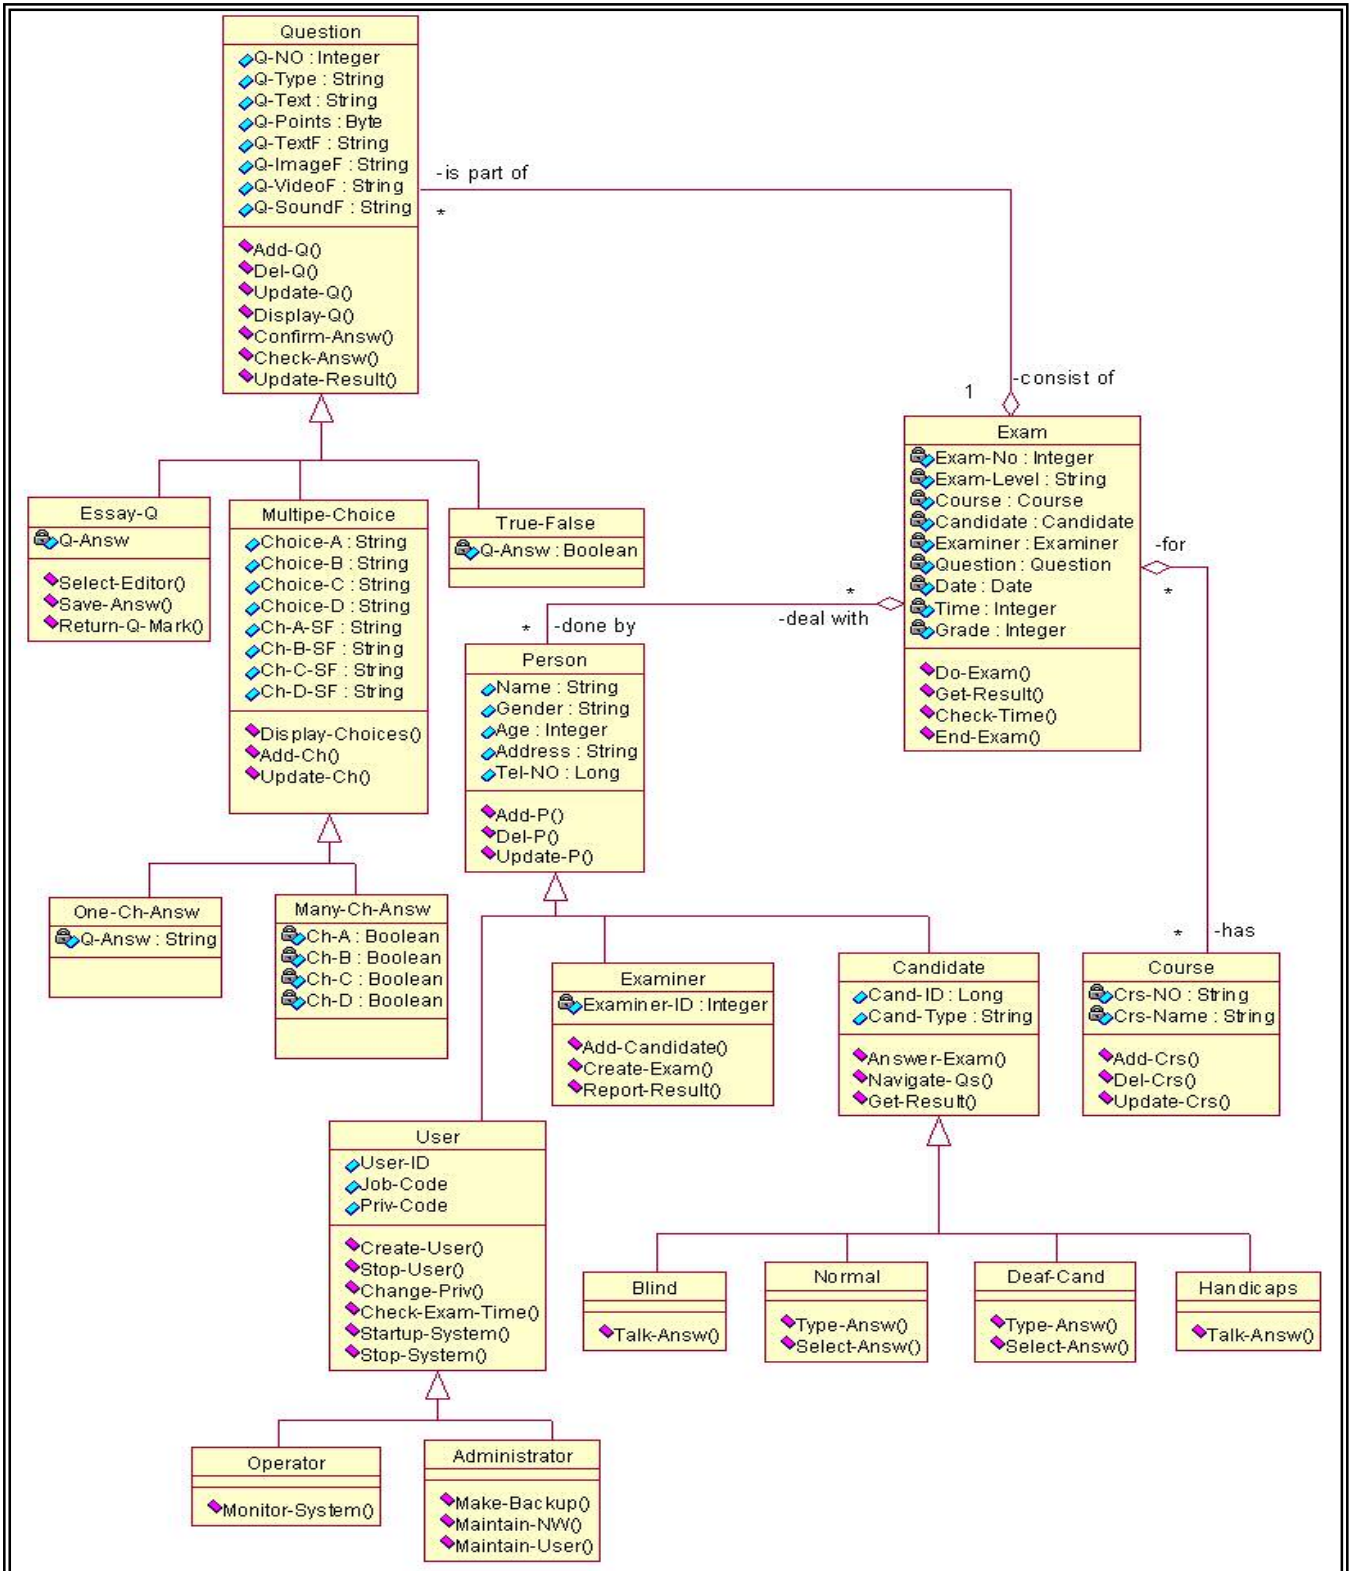 Question
Q-NO : Integer
Q-Type : String
Q-Text : String
Q-Points : Byte
Q-TextF : String
Q-ImageF : String
Q-VideoF : String
Q-SoundF : String
Add-Q()
Del-Q()
Update-Q()
Display-Q()
Confirm-Answ()
Check-Answ()
Update-Result()
-is part of
*
-consist of
1
Exam
Exam-No : Integer
Exam-Level : String
Course : Course
Candidate : Candidate
Examiner : Examiner
Question : Question
Date : Date
Time : Integer
Grade : Integer
Do-Exam()
Get-Result()
Check-Time()
End-Exam()
-for
*
*
-deal with
* -done by
Essay-Q
Q-Answ
Select-Editor()
Save-Answ()
Return-Q-Mark()
Multipe-Choice
Choice-A : String
Choice-B : String
Choice-C : String
Choice-D : String
Ch-A-SF : String
Ch-B-SF : String
Ch-C-SF : String
Ch-D-SF : String
Display-Choices()
Add-Ch()
Update-Ch()
True-False
Q-Answ : Boolean
Person
Name : String
Gender : String
Age : Integer
Address : String
Tel-NO : Long
Add-P()
Del-P()
Update-P()
One-Ch-Answ
Q-Answ : String
Many-Ch-Answ
Ch-A : Boolean
Ch-B : Boolean
Ch-C : Boolean
Ch-D : Boolean
Examiner
Examiner-ID : Integer
Add-Candidate()
Create-Exam()
Report-Result()
Candidate
Cand-ID : Long
Cand-Type : String
Answer-Exam()
Navigate-Qs()
Get-Result()
* -has
Course
Crs-NO : String
Crs-Name : String
Add-Crs()
Del-Crs()
Update-Crs()
User
User-ID
Job-Code
Priv-Code
Create-User()
Stop-User()
Change-Priv()
Check-Exam-Time()
Startup-System()
Stop-System()
Blind
Talk-Answ()
Normal
Type-Answ()
Select-Answ()
Deaf-Cand
Type-Answ()
Select-Answ()
Handicaps
Talk-Answ()
Operator
Monitor-System()
Administrator
Make-Backup()
Maintain-NW()
Maintain-User()